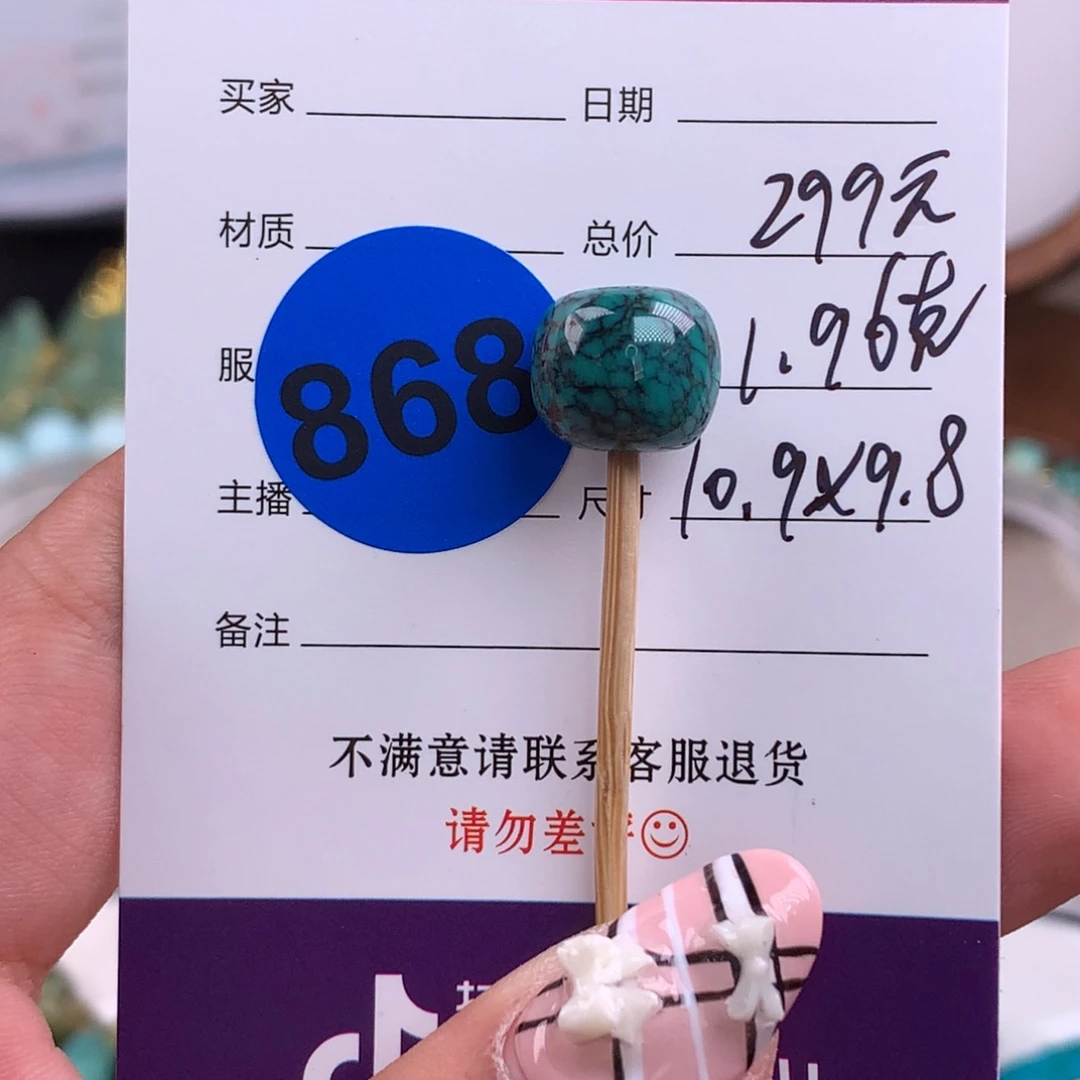 买家 日期
材质 总价 299元
服 1.96克
868
主播 尺寸 10.9x9.8
备注
不满意请联系客服退货
请勿差评